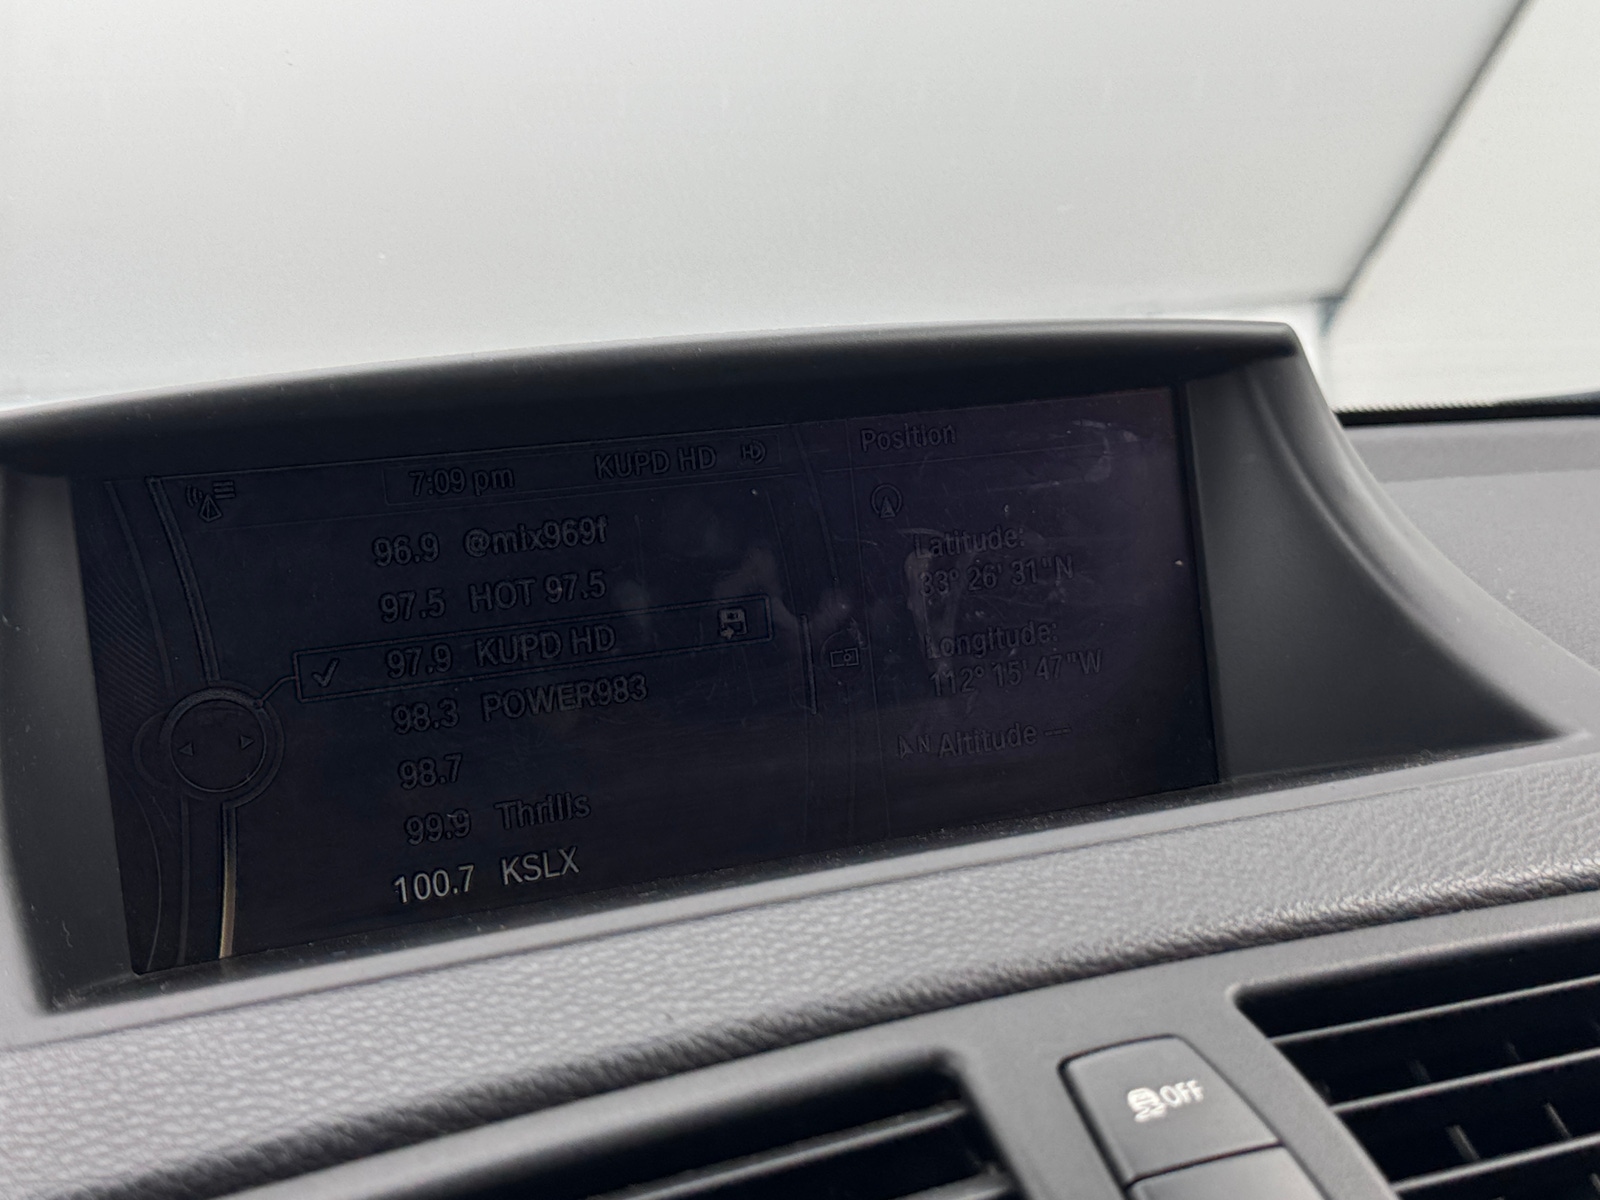 7:09 pm KUPD HD HD
96.9 @mix969f
97.5 HOT 97.5
97.9 KUPD HD
98.3 POWER983
98.7
99.9 Thrills
100.7 KSLX
Position
Latitude:
33° 26' 31" N
Longitude:
112° 15' 47" W
N Altitude ---
OFF